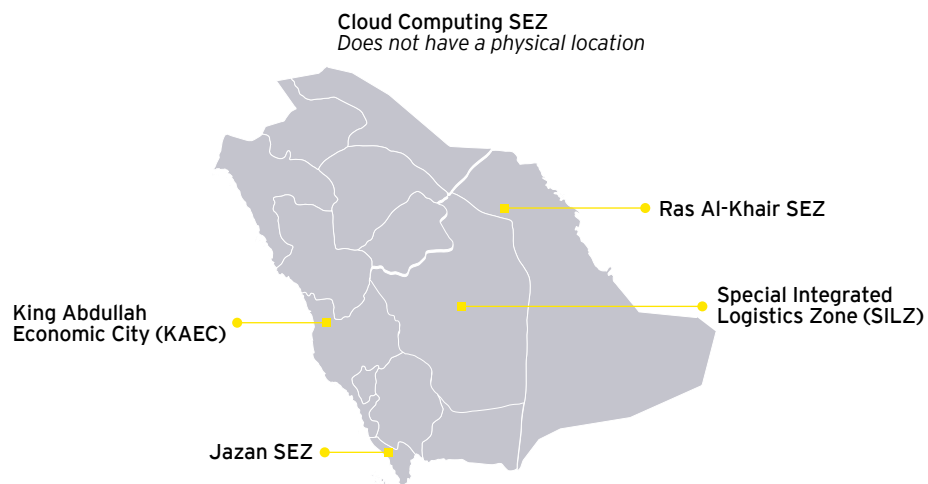 Cloud Computing SEZ
Does not have a physical location
Ras Al-Khair SEZ
Special Integrated
Logistics Zone (SILZ)
King Abdullah
Economic City (KAEC)
Jazan SEZ